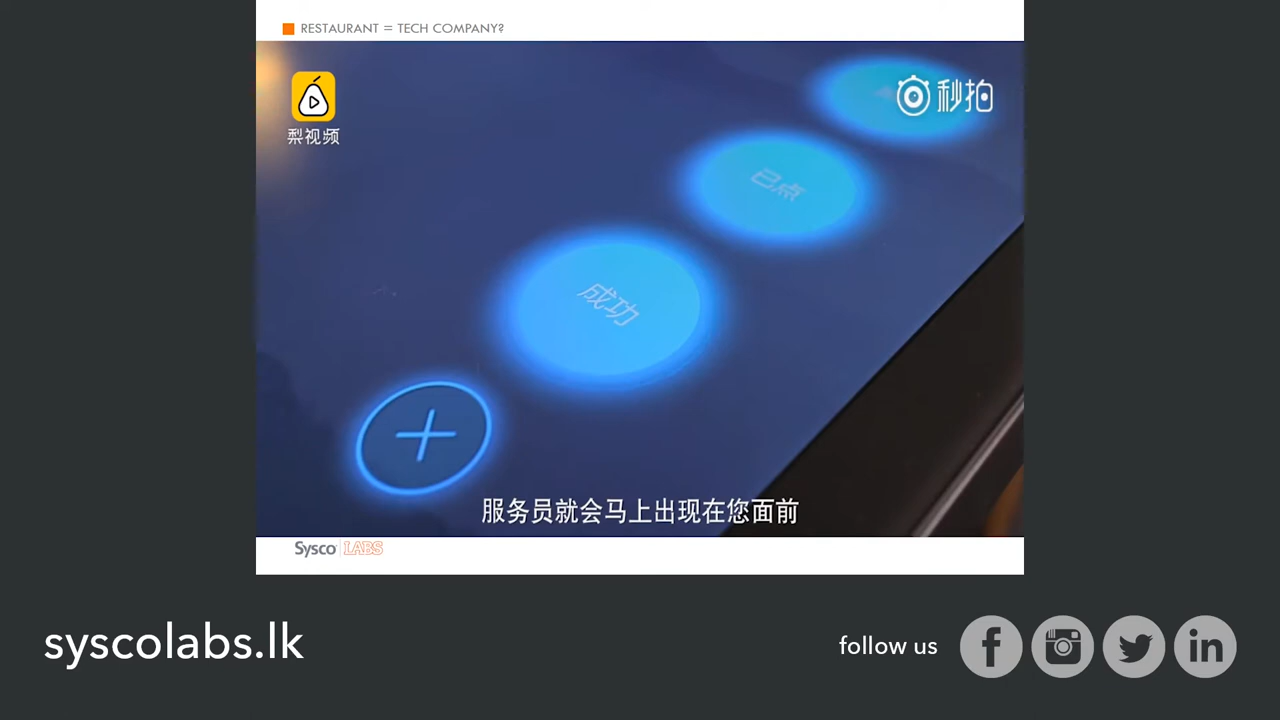 RESTAURANT = TECH COMPANY?
梨视频
秒拍
已点
成功
服务员就会马上出现在您面前
Sysco LABS
syscolabs.lk
follow us